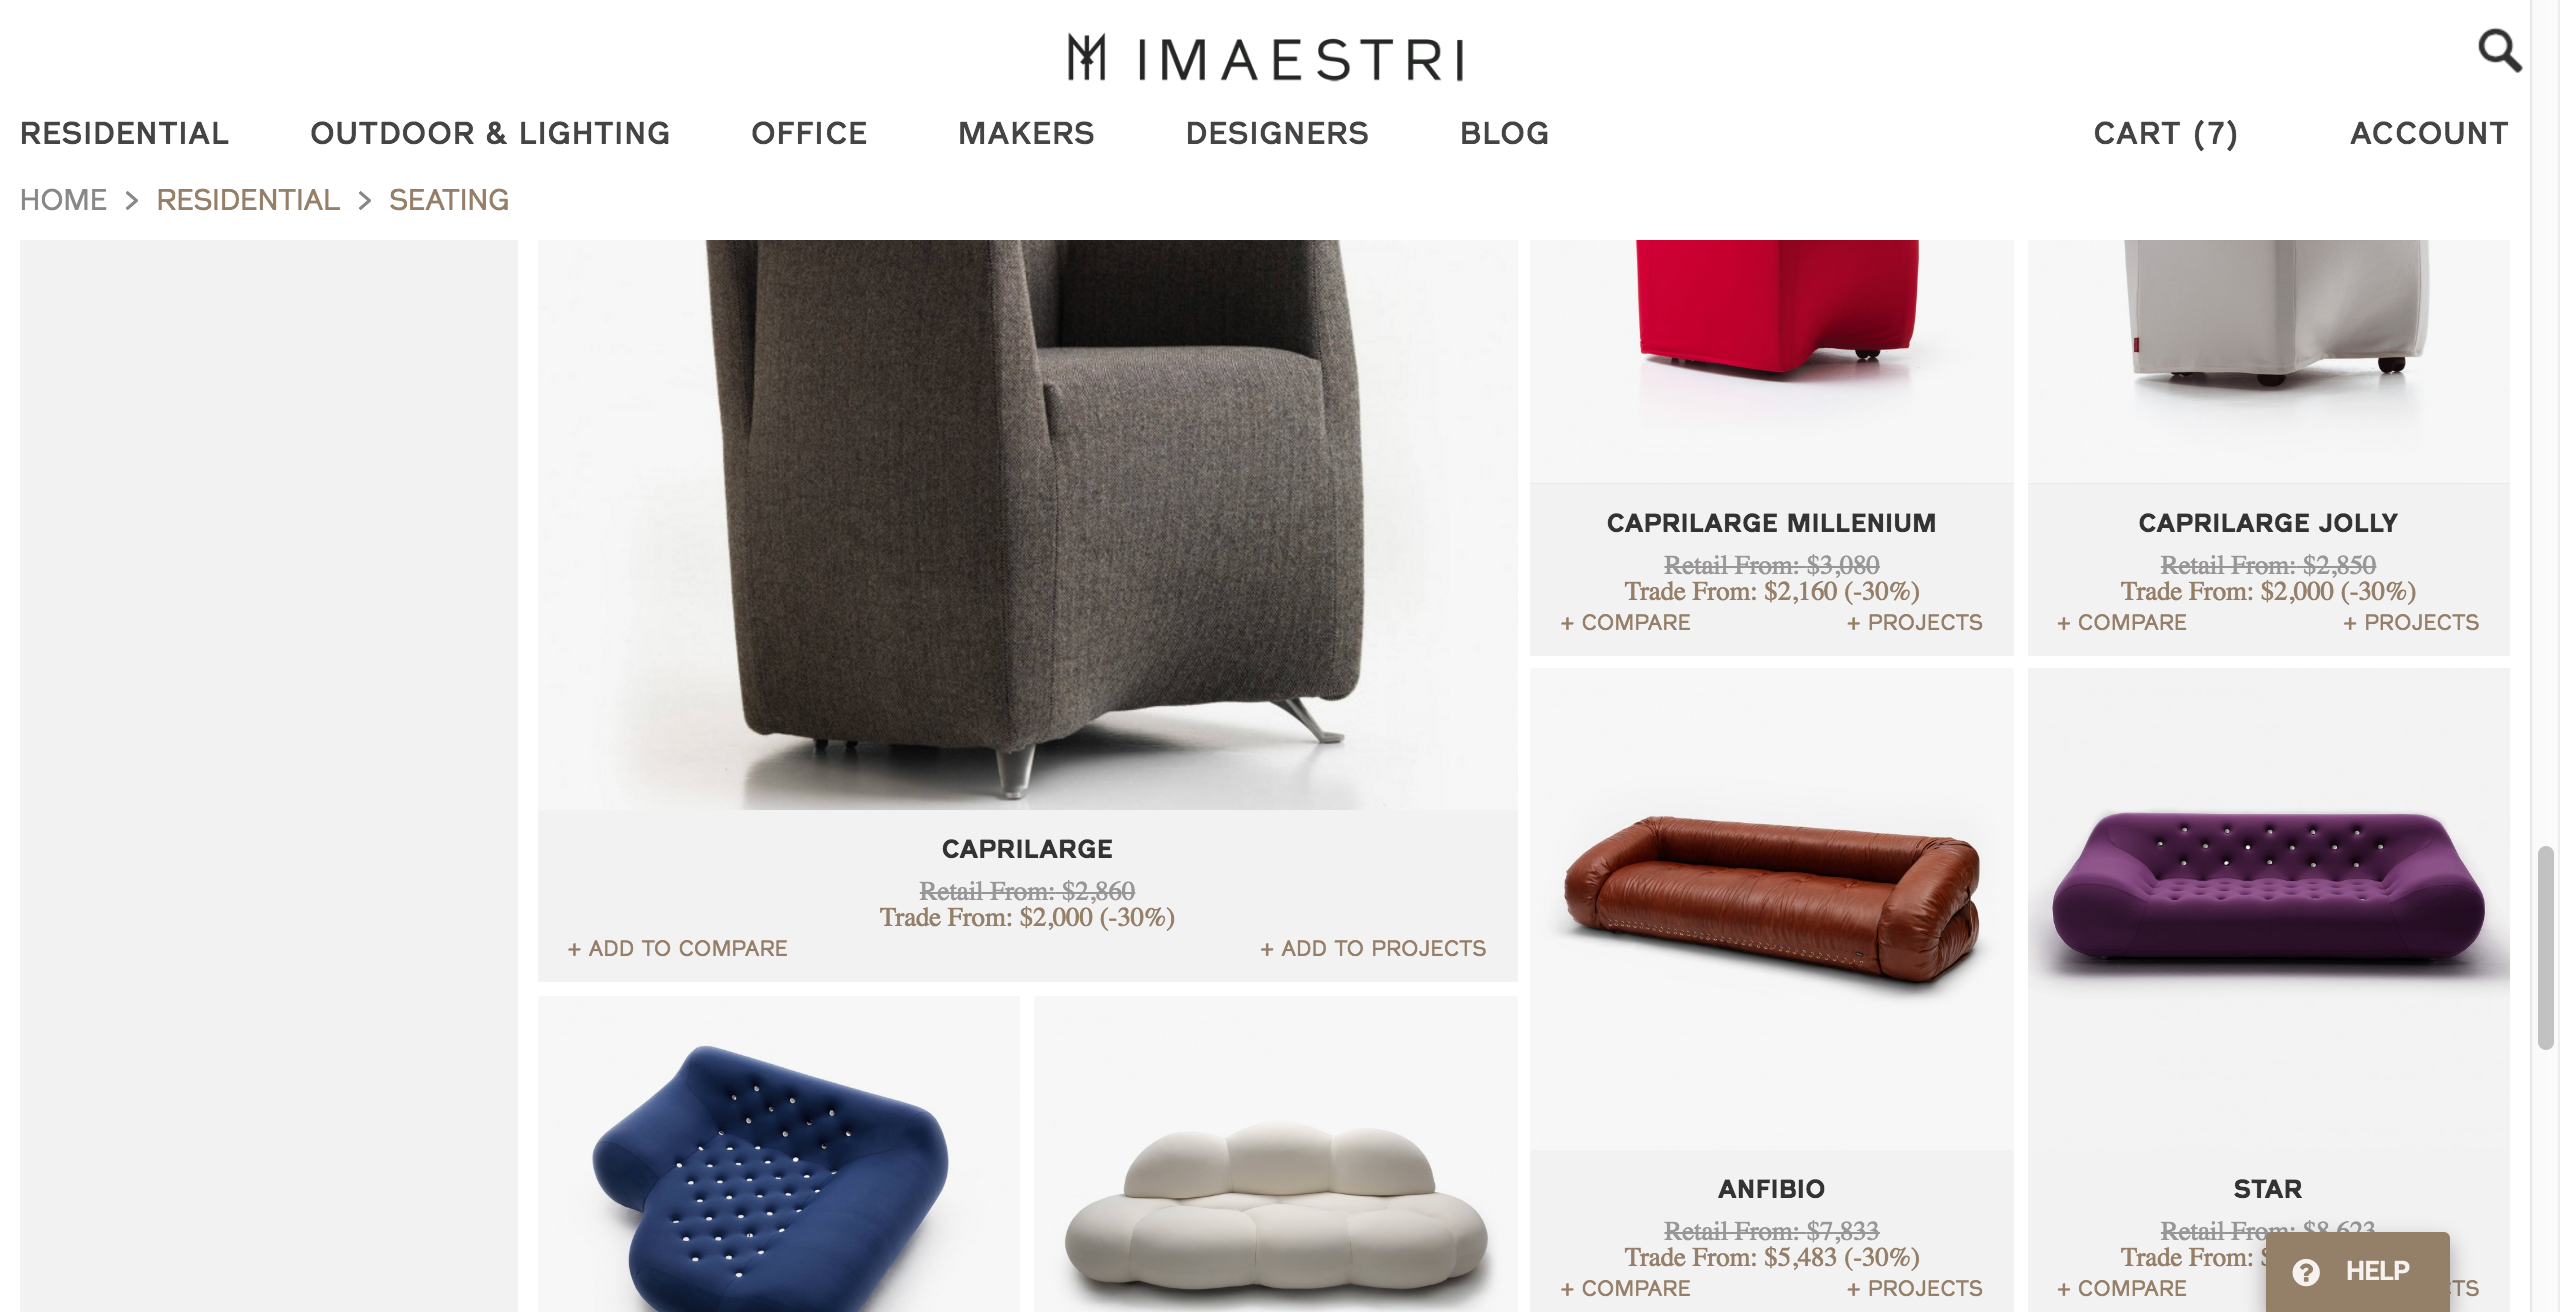 IMAESTRI
RESIDENTIAL OUTDOOR & LIGHTING OFFICE MAKERS DESIGNERS BLOG CART (7) ACCOUNT
HOME > RESIDENTIAL > SEATING
CAPRILARGE MILLENIUM
Retail From: $3,080
Trade From: $2,160 (-30%)
+ COMPARE + PROJECTS
CAPRILARGE JOLLY
Retail From: $2,850
Trade From: $2,000 (-30%)
+ COMPARE + PROJECTS
CAPRILARGE
Retail From: $2,860
Trade From: $2,000 (-30%)
+ ADD TO COMPARE + ADD TO PROJECTS
ANFIBIO
Retail From: $7,833
Trade From: $5,483 (-30%)
+ COMPARE + PROJECTS
STAR
Retail From: $8,623
Trade From:
+ COMPARE
HELP